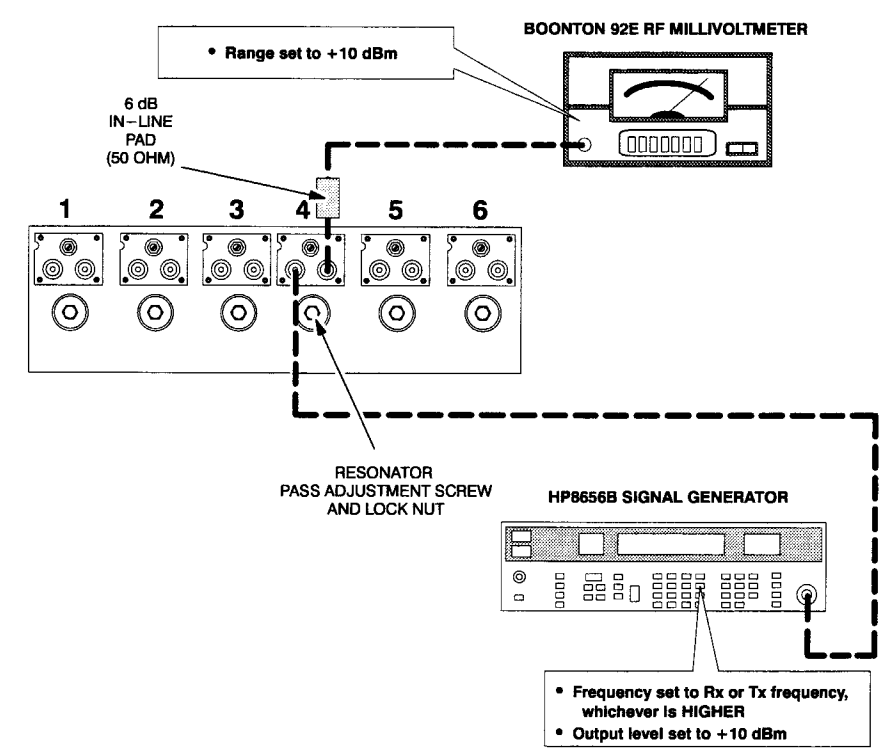 BOONTON 92E RF MILLIVOLTMETER
• Range set to +10 dBm
6 dB
IN-LINE
PAD
(50 OHM)
1 2 3 4 5 6
RESONATOR
PASS ADJUSTMENT SCREW
AND LOCK NUT
HP8656B SIGNAL GENERATOR
• Frequency set to Rx or Tx frequency,
whichever is HIGHER
• Output level set to +10 dBm